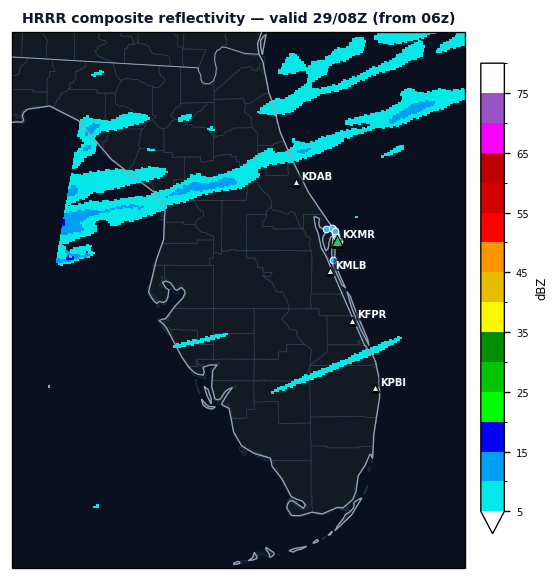 HRRR composite reflectivity — valid 29/08Z (from 06z)
KDAB
KXMR
KMLB
KFPR
KPBI
75
65
55
45
35
25
15
5
dBZ